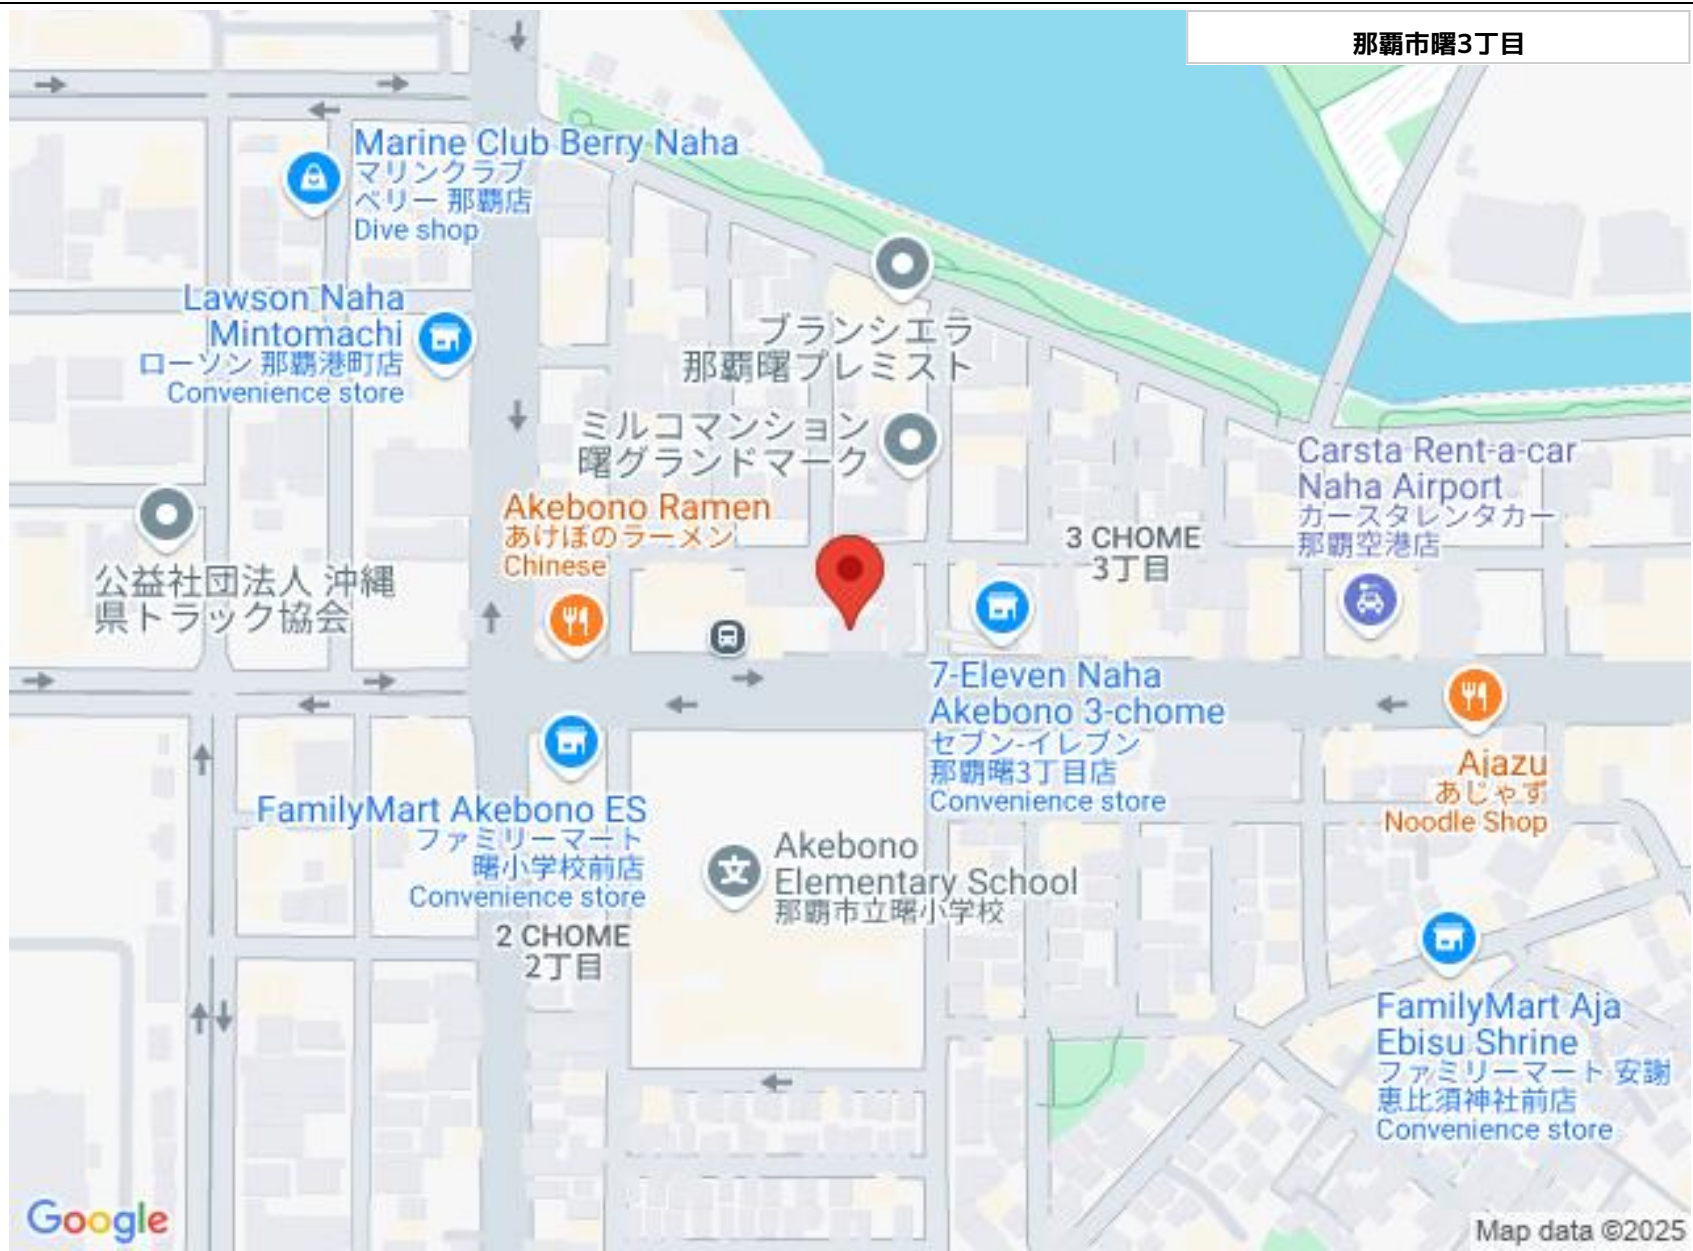 那覇市曙3丁目
Marine Club Berry Naha
マリンクラブ
ベリー 那覇店
Dive shop
Lawson Naha
Mintomachi
ローソン 那覇港町店
Convenience store
ブランシエラ
那覇曙プレミスト
ミルコマンション
曙グランドマーク
Carsta Rent-a-car
Naha Airport
カースタレンタカー
那覇空港店
Akebono Ramen
あけぼのラーメン
Chinese
3 CHOME
3丁目
公益社団法人 沖縄
県トラック協会
7-Eleven Naha
Akebono 3-chome
セブン-イレブン
那覇曙3丁目店
Convenience store
Ajazu
あじゃず
Noodle Shop
FamilyMart Akebono ES
ファミリーマート
曙小学校前店
Convenience store
文
Akebono
Elementary School
那覇市立曙小学校
2 CHOME
2丁目
FamilyMart Aja
Ebisu Shrine
ファミリーマート 安謝
恵比須神社前店
Convenience store
Google
Map data ©2025